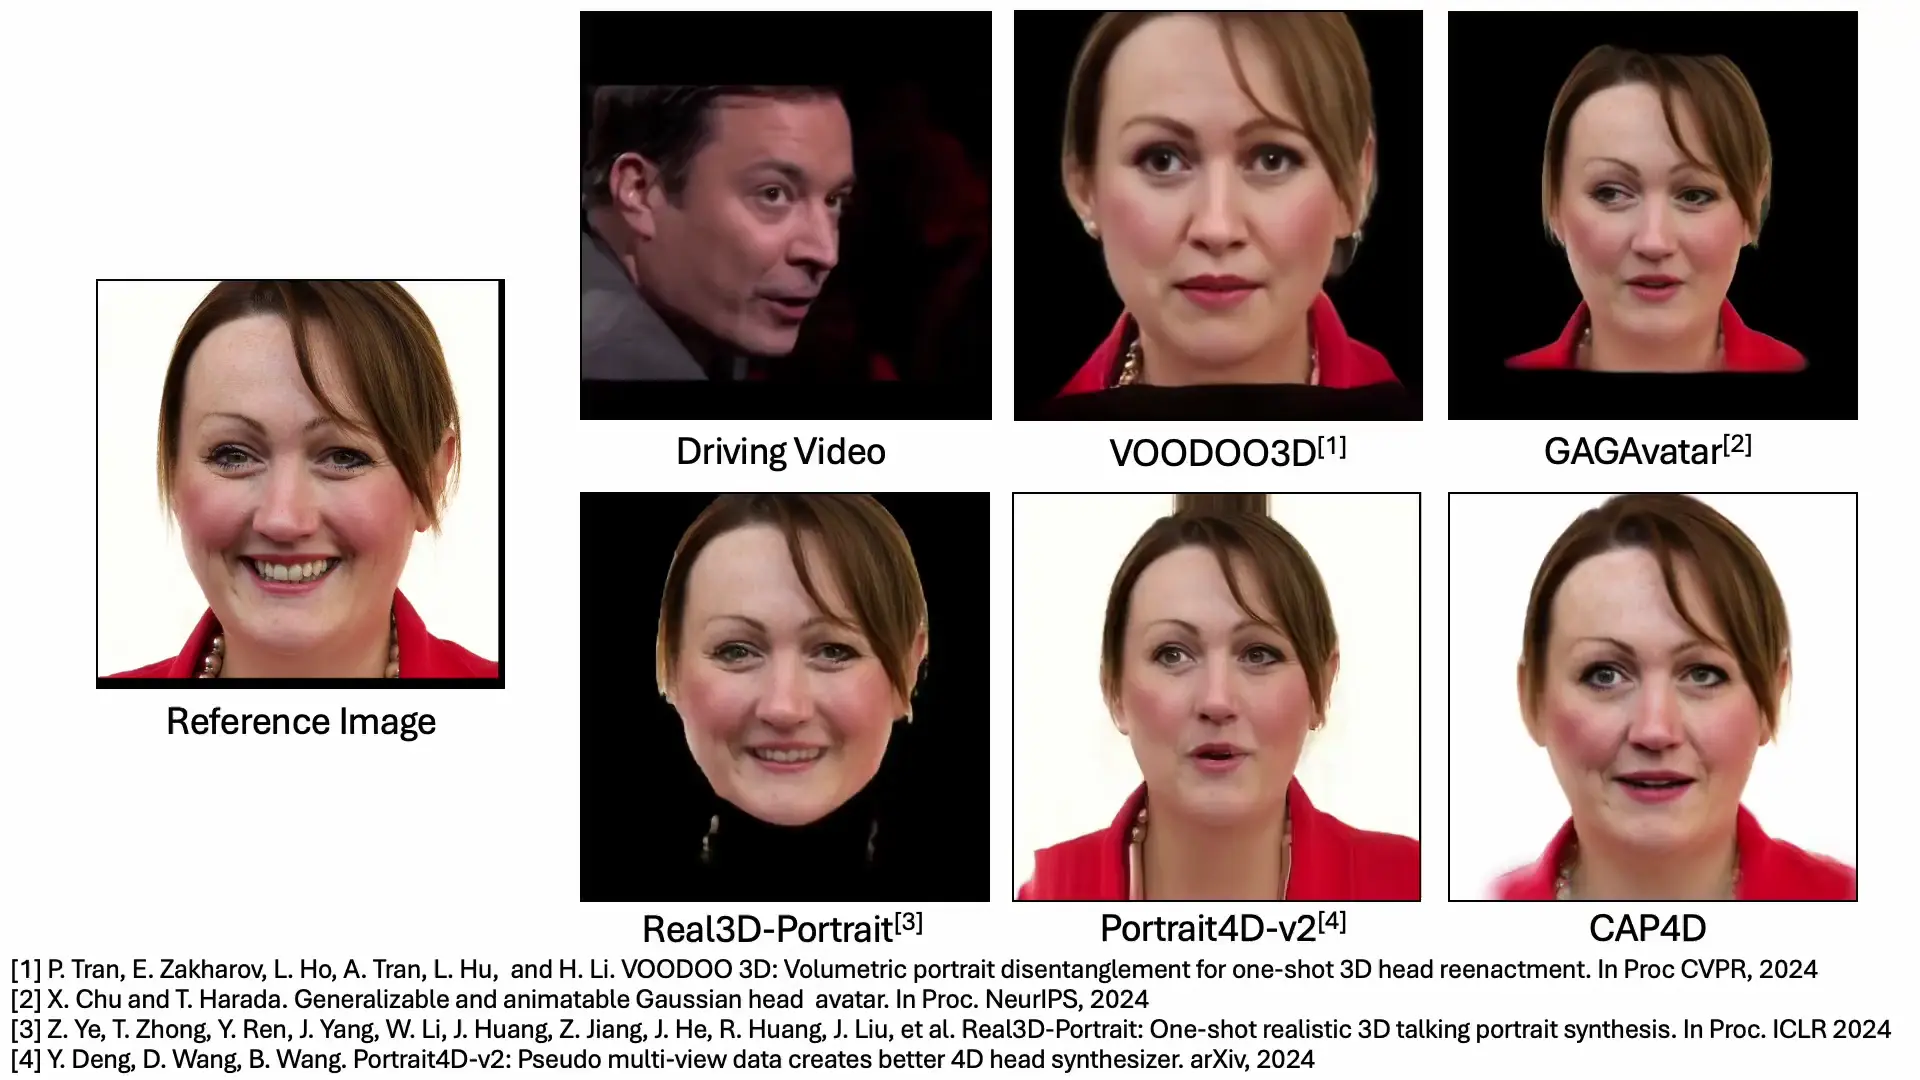 Driving Video
VOODOO3D[1]
GAGAvatar[2]
Reference Image
Real3D-Portrait[3]
Portrait4D-v2[4]
CAP4D
[1] P. Tran, E. Zakharov, L. Ho, A. Tran, L. Hu, and H. Li. VOODOO 3D: Volumetric portrait disentanglement for one-shot 3D head reenactment. In Proc CVPR, 2024
[2] X. Chu and T. Harada. Generalizable and animatable Gaussian head avatar. In Proc. NeurIPS, 2024
[3] Z. Ye, T. Zhong, Y. Ren, J. Yang, W. Li, J. Huang, Z. Jiang, J. He, R. Huang, J. Liu, et al. Real3D-Portrait: One-shot realistic 3D talking portrait synthesis. In Proc. ICLR 2024
[4] Y. Deng, D. Wang, B. Wang. Portrait4D-v2: Pseudo multi-view data creates better 4D head synthesizer. arXiv, 2024